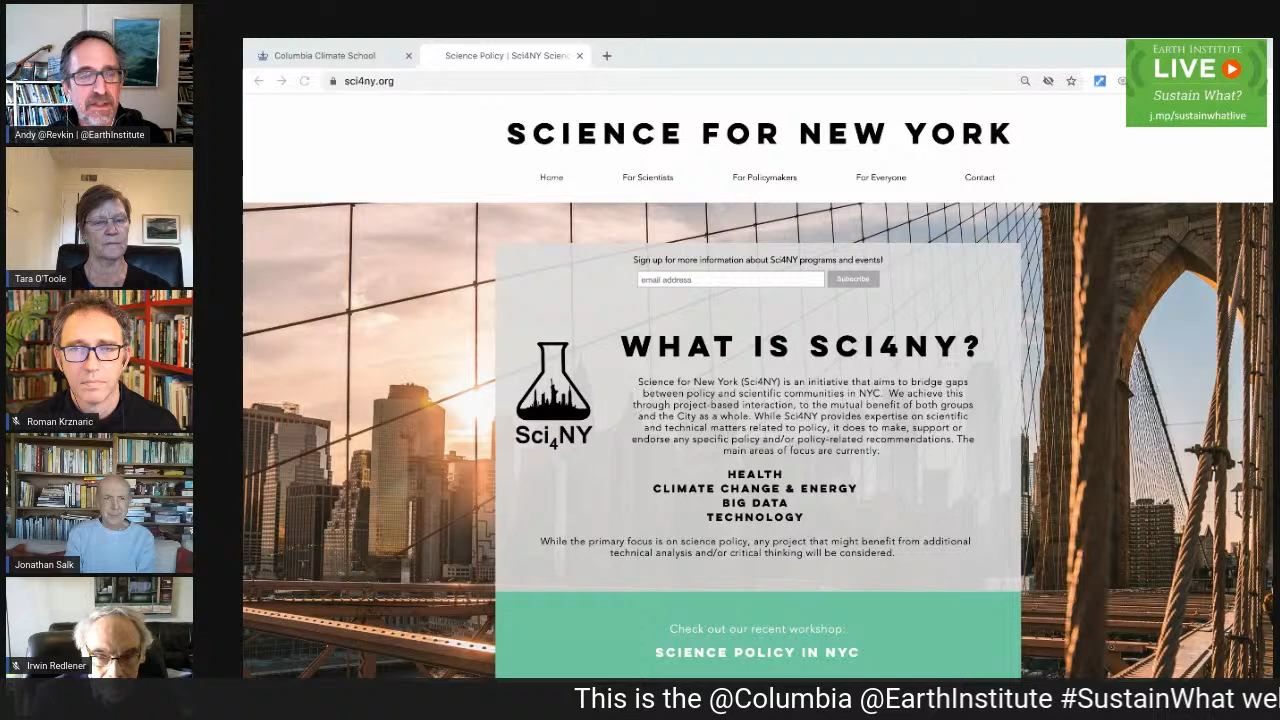 Andy @Revkin | @EarthInstitute
Tara O'Toole
Roman Krznaric
Jonathan Salk
Irwin Redlener
Columbia Climate School
Science Policy | Sci4NY Scienc
sci4ny.org
EARTH INSTITUTE
LIVE
Sustain What?
j.mp/sustainwhatlive
SCIENCE FOR NEW YORK
Home For Scientists For Policymakers For Everyone Contact
Sign up for more information about Sci4NY programs and events!
email address Subscribe
WHAT IS SCI4NY?
Sci4NY
Science for New York (Sci4NY) is an initiative that aims to bridge gaps
between policy and scientific communities in NYC. We achieve this
through project-based interaction, to the mutual benefit of both groups
and the City as a whole. While Sci4NY provides expertise on scientific
and technical matters related to policy, it does to make, support or
endorse any specific policy and/or policy-related recommendations. The
main areas of focus are currently:
HEALTH
CLIMATE CHANGE & ENERGY
BIG DATA
TECHNOLOGY
While the primary focus is on science policy, any project that might benefit from additional
technical analysis and/or critical thinking will be considered.
Check out our recent workshop:
SCIENCE POLICY IN NYC
This is the @Columbia @EarthInstitute #SustainWhat we